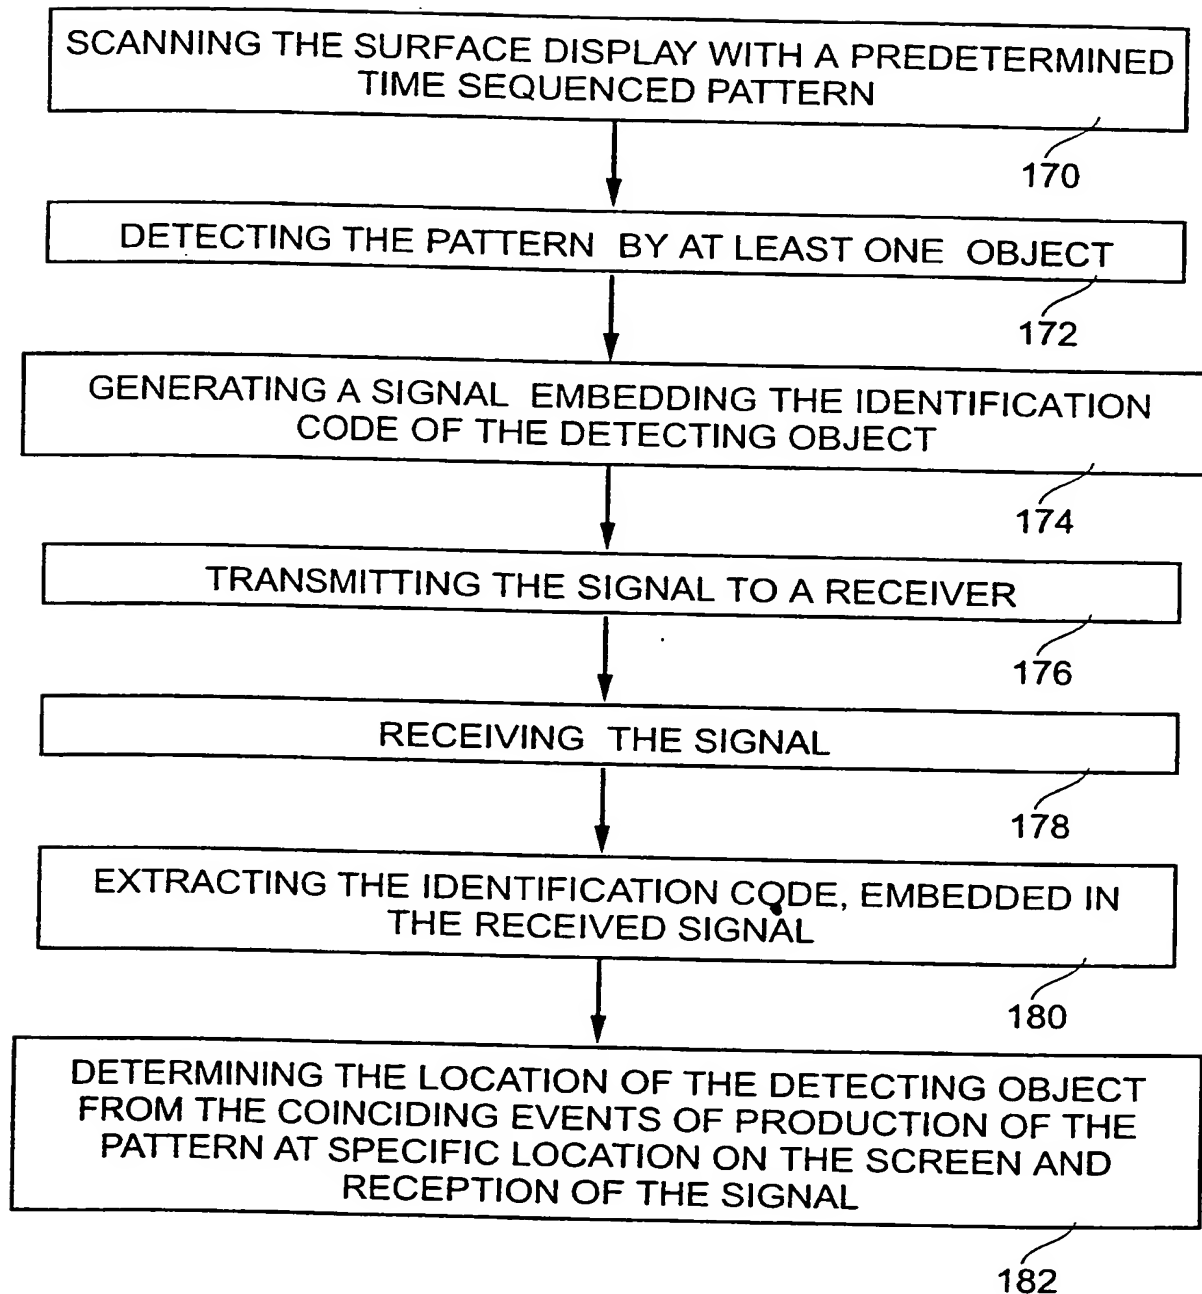 SCANNING THE SURFACE DISPLAY WITH A PREDETERMINED
TIME SEQUENCED PATTERN
170
DETECTING THE PATTERN BY AT LEAST ONE OBJECT
172
GENERATING A SIGNAL EMBEDDING THE IDENTIFICATION
CODE OF THE DETECTING OBJECT
174
TRANSMITTING THE SIGNAL TO A RECEIVER
176
RECEIVING THE SIGNAL
178
EXTRACTING THE IDENTIFICATION CODE, EMBEDDED IN
THE RECEIVED SIGNAL
180
DETERMINING THE LOCATION OF THE DETECTING OBJECT
FROM THE COINCIDING EVENTS OF PRODUCTION OF THE
PATTERN AT SPECIFIC LOCATION ON THE SCREEN AND
RECEPTION OF THE SIGNAL
182